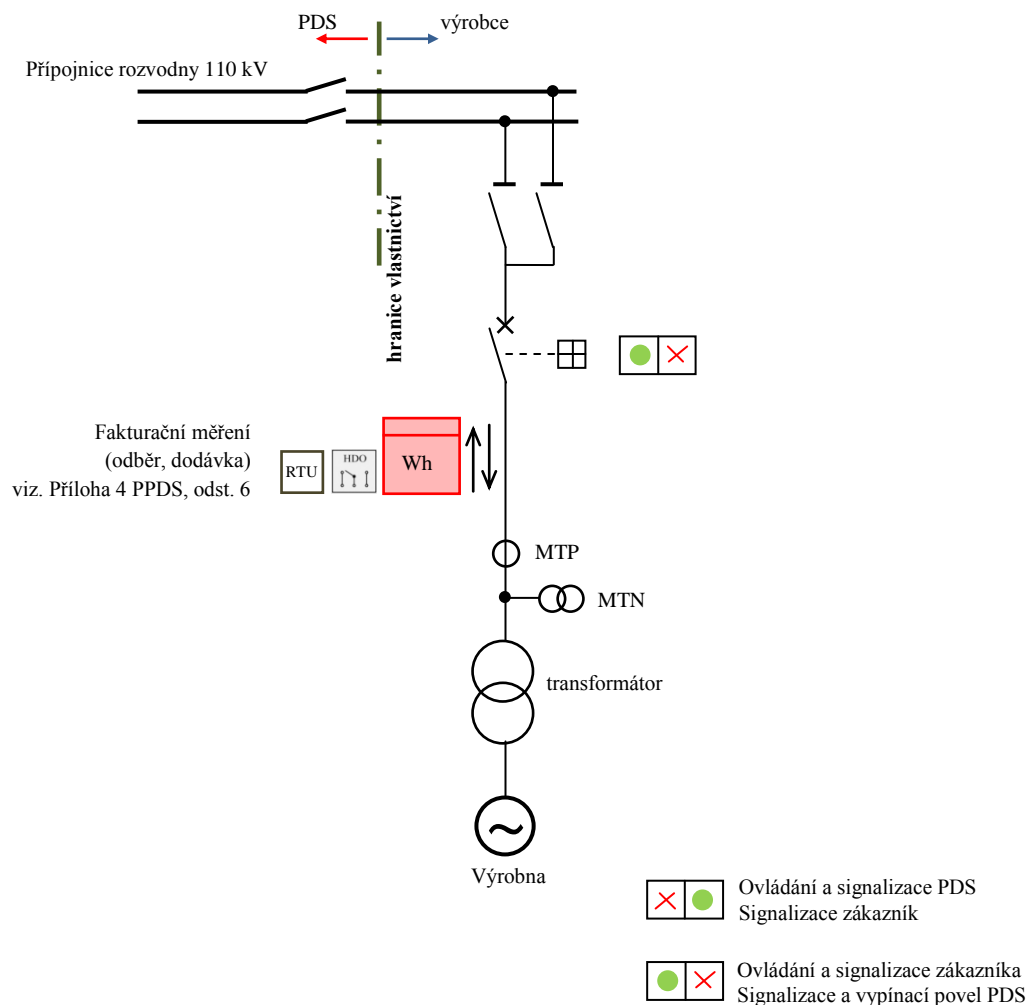 PDS
výrobce
Přípojnice rozvodny 110 kV
hranice vlastnictví
Fakturační měření
(odběr, dodávka)
viz. Příloha 4 PPDS, odst. 6
RTU
HDO
Wh
MTP
MTN
transformátor
Výrobna
Ovládání a signalizace PDS
Signalizace zákazník
Ovládání a signalizace zákazníka
Signalizace a vypínací povel PDS